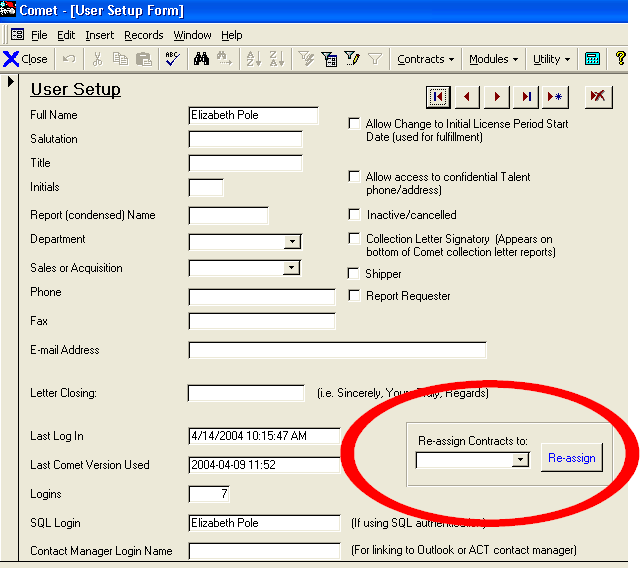 Comet - [User Setup Form]
File Edit Insert Records Window Help
Close ABC Contracts Modules Utility
User Setup
Full Name Elizabeth Pole
Allow Change to Initial License Period Start
Date (used for fulfillment)
Salutation
Title
Allow access to confidential Talent
phone/address)
Initials
Report (condensed) Name
Inactive/cancelled
Department
Collection Letter Signatory (Appears on
bottom of Comet collection letter reports)
Sales or Acquisition
Shipper
Phone
Report Requester
Fax
E-mail Address
Letter Closing: (i.e. Sincerely, Yours Truly, Regards)
Last Log In 4/14/2004 10:15:47 AM
Re-assign Contracts to:
Re-assign
Last Comet Version Used 2004-04-09 11:52
Logins 7
SQL Login Elizabeth Pole (If using SQL authentication)
Contact Manager Login Name (For linking to Outlook or ACT contact manager)